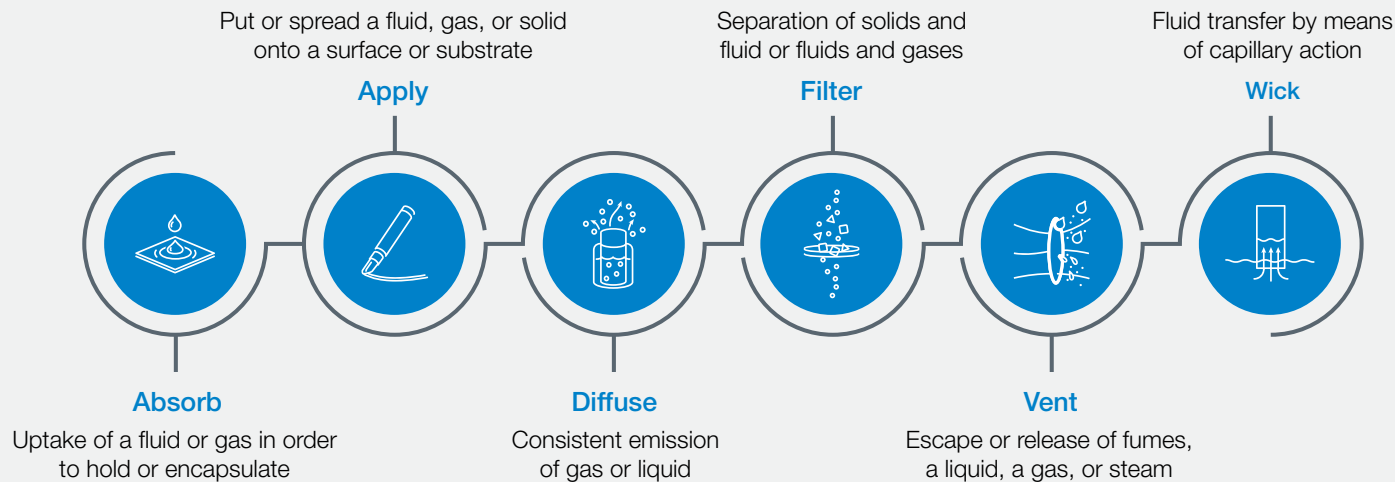 Put or spread a fluid, gas, or solid
onto a surface or substrate
Apply
Separation of solids and
fluid or fluids and gases
Filter
Fluid transfer by means
of capillary action
Wick
Absorb
Uptake of a fluid or gas in order
to hold or encapsulate
Diffuse
Consistent emission
of gas or liquid
Vent
Escape or release of fumes,
a liquid, a gas, or steam